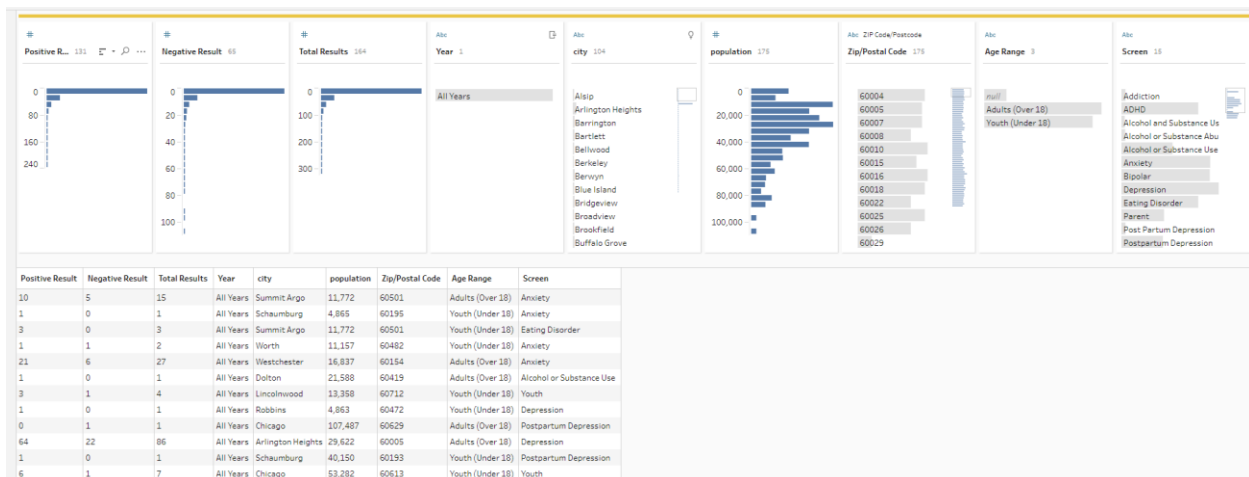 # # # Abc Abc # Abc ZIP Code/Postcode Abc Abc
Positive R... 131 Negative Result 65 Total Results 164 Year 1 city 104 population 175 Zip/Postal Code 175 Age Range 3 Screen 15
0 0 0 All Years Alsip 0 60004 null Addiction
80 20 100 Arlington Heights 20,000 60005 Adults (Over 18) ADHD
160 40 200 Barrington 40,000 60007 Youth (Under 18) Alcohol and Substance Us
240 60 300 Bartlett 60,000 60008 Alcohol or Substance Abu
80 Bellwood 80,000 60010 Alcohol or Substance Use
100 Berkeley 100,000 60015 Anxiety
Berwyn 60016 Bipolar
Blue Island 60018 Depression
Bridgeview 60022 Eating Disorder
Broadview 60025 Parent
Brookfield 60026 Post Partum Depression
Buffalo Grove 60029 Postpartum Depression
Positive Result Negative Result Total Results Year city population Zip/Postal Code Age Range Screen
10 5 15 All Years Summit Argo 11,772 60501 Adults (Over 18) Anxiety
1 0 1 All Years Schaumburg 4,865 60195 Youth (Under 18) Anxiety
3 0 3 All Years Summit Argo 11,772 60501 Youth (Under 18) Eating Disorder
1 1 2 All Years Worth 11,157 60482 Youth (Under 18) Anxiety
21 6 27 All Years Westchester 16,837 60154 Adults (Over 18) Anxiety
1 0 1 All Years Dolton 21,588 60419 Adults (Over 18) Alcohol or Substance Use
3 1 4 All Years Lincolnwood 13,358 60712 Youth (Under 18) Youth
1 0 1 All Years Robbins 4,863 60472 Youth (Under 18) Depression
0 1 1 All Years Chicago 107,487 60629 Adults (Over 18) Postpartum Depression
64 22 86 All Years Arlington Heights 29,622 60005 Adults (Over 18) Depression
1 0 1 All Years Schaumburg 40,150 60193 Youth (Under 18) Postpartum Depression
6 1 7 All Years Chicago 53,282 60613 Youth (Under 18) Youth